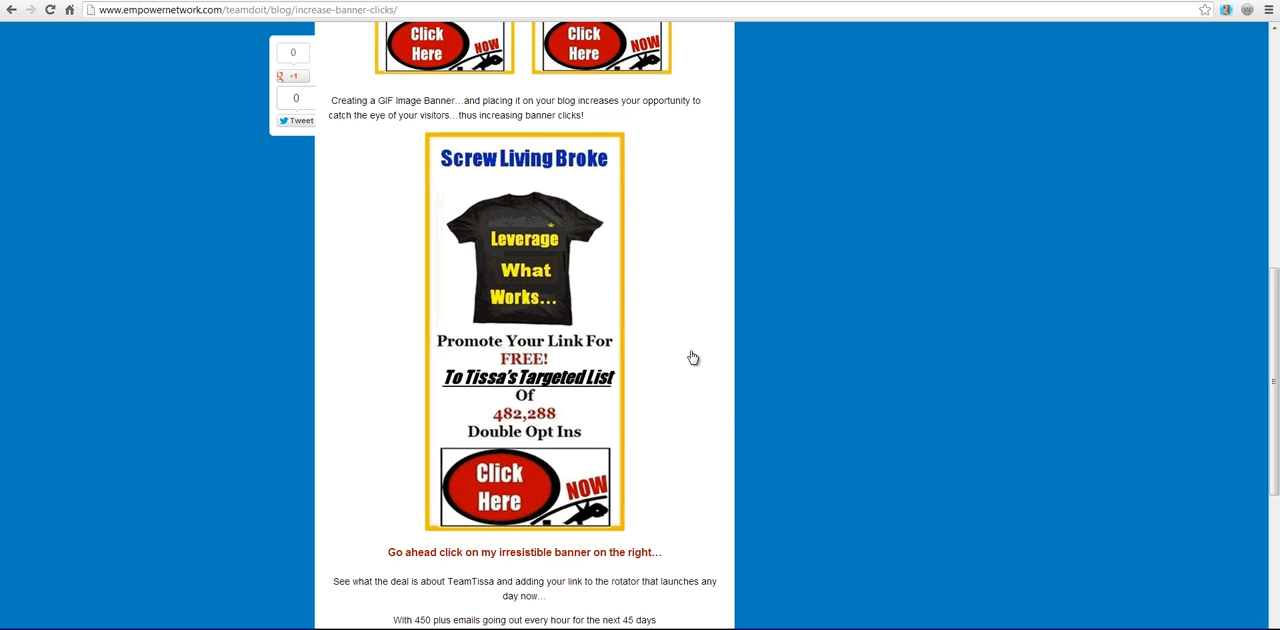 www.empowernetwork.com/teamdoit/blog/increase-banner-clicks/
Click Here NOW
Click Here NOW
0
+1
0
Tweet
Creating a GIF Image Banner…and placing it on your blog increases your opportunity to
catch the eye of your visitors…thus increasing banner clicks!
Screw Living Broke
Leverage
What
Works...
Promote Your Link For
FREE!
To Tissa's Targeted List
Of
482,288
Double Opt Ins
Click
Here
NOW
Go ahead click on my irresistible banner on the right…
See what the deal is about TeamTissa and adding your link to the rotator that launches any
day now…
With 450 plus emails going out every hour for the next 45 days